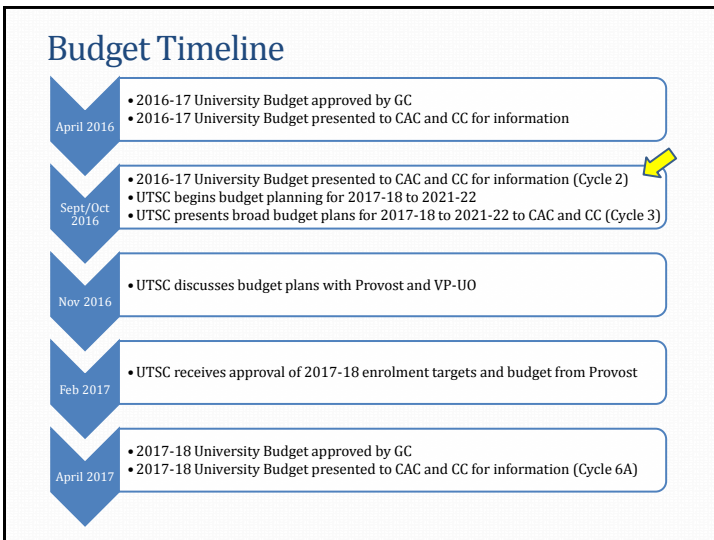 Budget Timeline
April 2016
• 2016-17 University Budget approved by GC
• 2016-17 University Budget presented to CAC and CC for information
Sept/Oct
2016
• 2016-17 University Budget presented to CAC and CC for information (Cycle 2)
• UTSC begins budget planning for 2017-18 to 2021-22
• UTSC presents broad budget plans for 2017-18 to 2021-22 to CAC and CC (Cycle 3)
Nov 2016
• UTSC discusses budget plans with Provost and VP-UO
Feb 2017
• UTSC receives approval of 2017-18 enrolment targets and budget from Provost
April 2017
• 2017-18 University Budget approved by GC
• 2017-18 University Budget presented to CAC and CC for information (Cycle 6A)